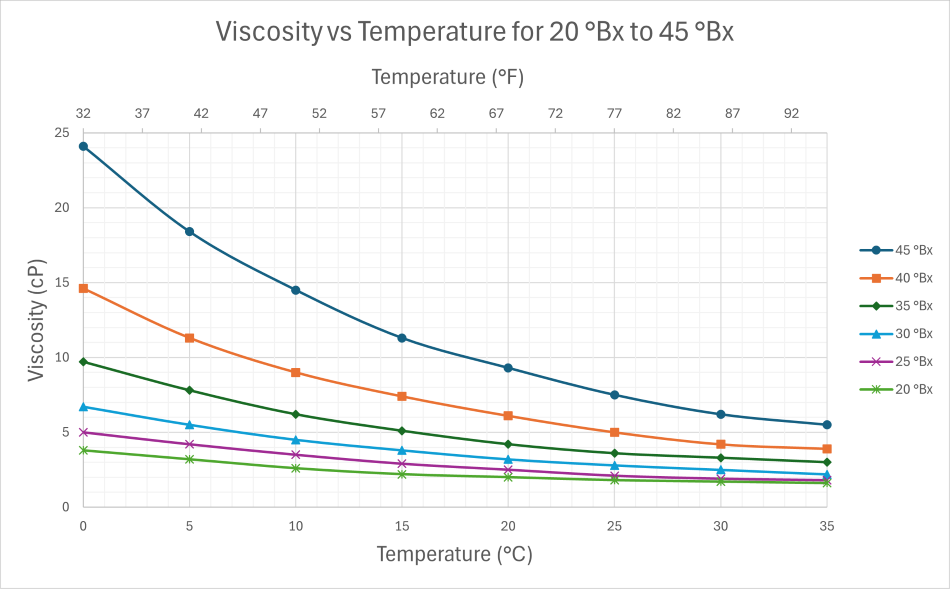 Viscosity vs Temperature for 20 °Bx to 45 °Bx
Temperature (°F)
32 37 42 47 52 57 62 67 72 77 82 87 92
25
20
15
10
5
0
Viscosity (cP)
45 °Bx
40 °Bx
35 °Bx
30 °Bx
25 °Bx
20 °Bx
0 5 10 15 20 25 30 35
Temperature (°C)